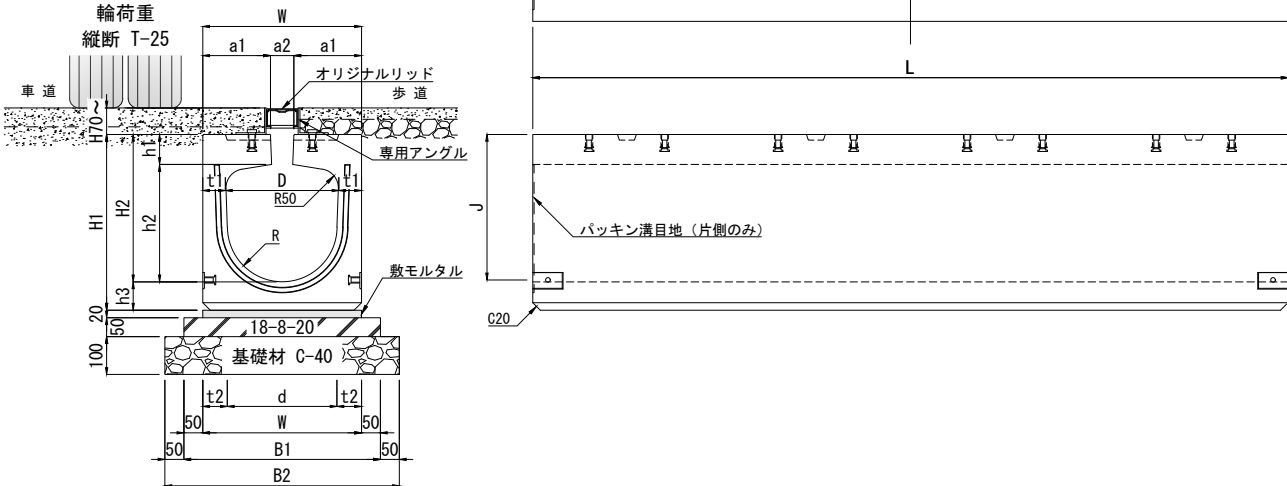 輪荷重
縦断 T-25
W
a1
a2
a1
オリジナルリッド
車 道
歩 道
専用アングル
H70～
h1
t1
D
t1
R50
H1
H2
h2
R
h3
敷モルタル
20
50
100
18-8-20
基礎材 C-40
t2
d
t2
50
W
50
50
B1
50
B2
L
J
パッキン溝目地（片側のみ）
C20